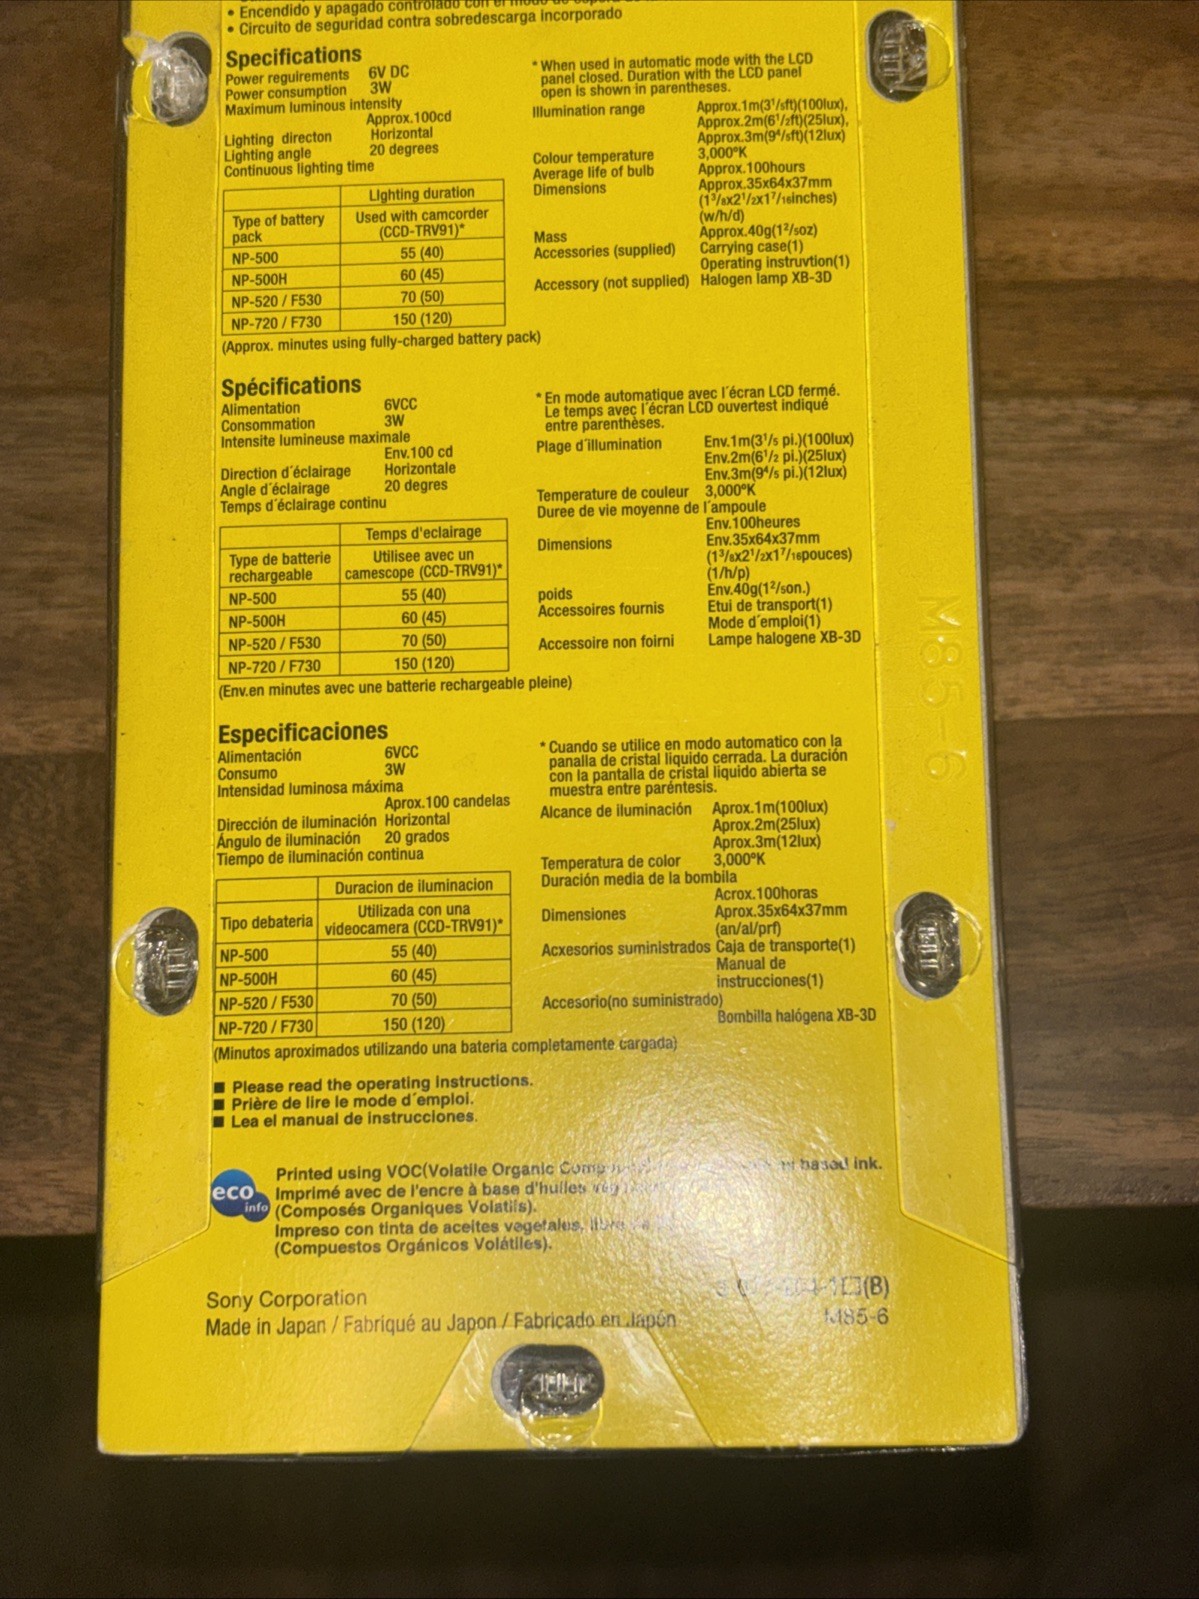 • Encendido y apagado controlado con el modo de
• Circuito de seguridad contra sobredescarga incorporado
Specifications
Power reguirements 6V DC
Power consumption 3W
Maximum luminous intensity
Approx.100cd
Lighting directon Horizontal
Lighting angle 20 degrees
Continuous lighting time
Lighting duration
Type of battery pack
Used with camcorder (CCD-TRV91)*
NP-500 55 (40)
NP-500H 60 (45)
NP-520 / F530 70 (50)
NP-720 / F730 150 (120)
(Approx. minutes using fully-charged battery pack)
* When used in automatic mode with the LCD
panel closed. Duration with the LCD panel
open is shown in parentheses.
Illumination range Approx.1m(3¹/5ft)(100lux),
Approx.2m(6¹/2ft)(25lux),
Approx.3m(9⁴/5ft)(12lux)
Colour temperature 3,000°K
Average life of bulb Approx.100hours
Dimensions Approx.35x64x37mm
(1³/8x2¹/2x1⁷/16inches)
(w/h/d)
Mass Approx.40g(1²/5oz)
Accessories (supplied) Carrying case(1)
Operating instruvtion(1)
Accessory (not supplied) Halogen lamp XB-3D
Spécifications
Alimentation 6VCC
Consommation 3W
Intensite lumineuse maximale
Env.100 cd
Direction d´éclairage Horizontale
Angle d´éclairage 20 degres
Temps d´éclairage continu
Temps d'eclairage
Type de batterie rechargeable
Utilisee avec un camescope (CCD-TRV91)*
NP-500 55 (40)
NP-500H 60 (45)
NP-520 / F530 70 (50)
NP-720 / F730 150 (120)
(Env.en minutes avec une batterie rechargeable pleine)
* En mode automatique avec l´écran LCD fermé.
Le temps avec l´écran LCD ouvertest indiqué
entre parenthèses.
Plage d´illumination Env.1m(3¹/5 pi.)(100lux)
Env.2m(6¹/2 pi.)(25lux)
Env.3m(9⁴/5 pi.)(12lux)
Temperature de couleur 3,000°K
Duree de vie moyenne de l´ampoule
Env.100heures
Dimensions Env.35x64x37mm
(1³/8x2¹/2x1⁷/16pouces)
(1/h/p)
poids Env.40g(1²/5on.)
Accessoires fournis Etui de transport(1)
Mode d´emploi(1)
Accessoire non foirni Lampe halogene XB-3D
Especificaciones
Alimentación 6VCC
Consumo 3W
Intensidad luminosa máxima
Aprox.100 candelas
Dirección de iluminación Horizontal
Ángulo de iluminación 20 grados
Tiempo de iluminación continua
Duracion de iluminacion
Tipo debateria
Utilizada con una videocamera (CCD-TRV91)*
NP-500 55 (40)
NP-500H 60 (45)
NP-520 / F530 70 (50)
NP-720 / F730 150 (120)
(Minutos aproximados utilizando una bateria completamente cargada)
* Cuando se utilice en modo automatico con la
panalla de cristal liquido cerrada. La duración
con la pantalla de cristal liquido abierta se
muestra entre paréntesis.
Alcance de iluminación Aprox.1m(100lux)
Aprox.2m(25lux)
Aprox.3m(12lux)
Temperatura de color 3,000°K
Duración media de la bombila
Acrox.100horas
Dimensiones Aprox.35x64x37mm
(an/al/prf)
Acxesorios suministrados Caja de transporte(1)
Manual de
instrucciones(1)
Accesorio(no suministrado)
Bombilla halógena XB-3D
■ Please read the operating instructions.
■ Prière de lire le mode d´emploi.
■ Lea el manual de instrucciones.
eco info
Printed using VOC(Volatile Organic based ink.
Imprimé avec de l'encre à base d'huiles
(Composés Organiques Volatils).
Impreso con tinta de aceites vegetales,
(Compuestos Orgánicos Volátiles).
Sony Corporation
Made in Japan / Fabriqué au Japon / Fabricado en Japón
(B)
M85-6
M85-6